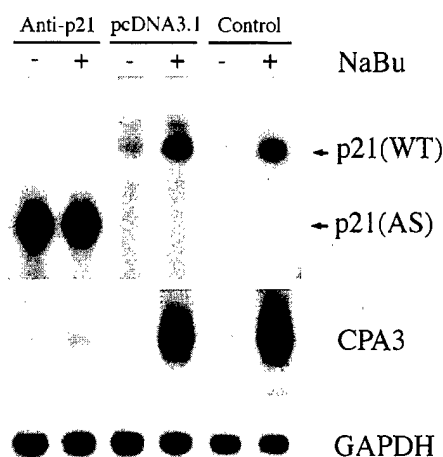 Anti-p21 pcDNA3.1 Control
- + - + - + NaBu
← p21(WT)
← p21(AS)
CPA3
GAPDH